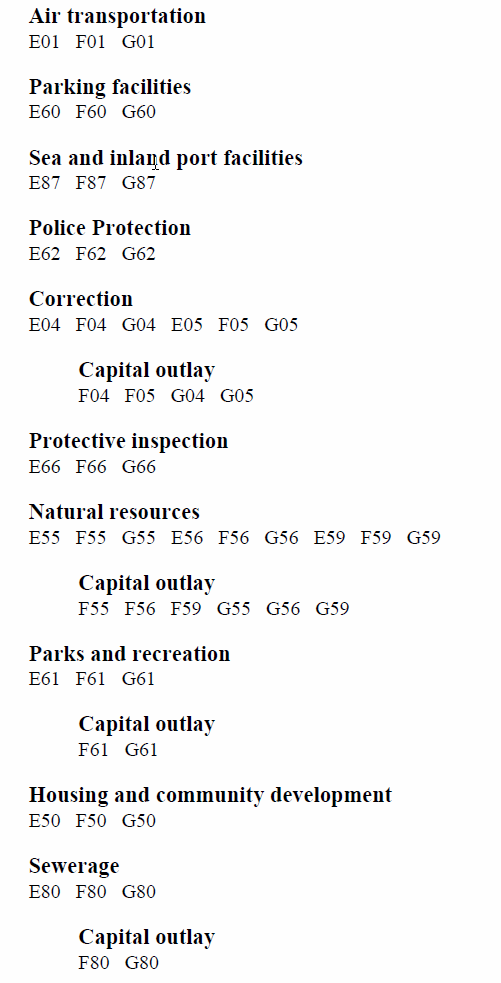 Air transportation
E01 F01 G01
Parking facilities
E60 F60 G60
Sea and inland port facilities
E87 F87 G87
Police Protection
E62 F62 G62
Correction
E04 F04 G04 E05 F05 G05
Capital outlay
F04 F05 G04 G05
Protective inspection
E66 F66 G66
Natural resources
E55 F55 G55 E56 F56 G56 E59 F59 G59
Capital outlay
F55 F56 F59 G55 G56 G59
Parks and recreation
E61 F61 G61
Capital outlay
F61 G61
Housing and community development
E50 F50 G50
Sewerage
E80 F80 G80
Capital outlay
F80 G80